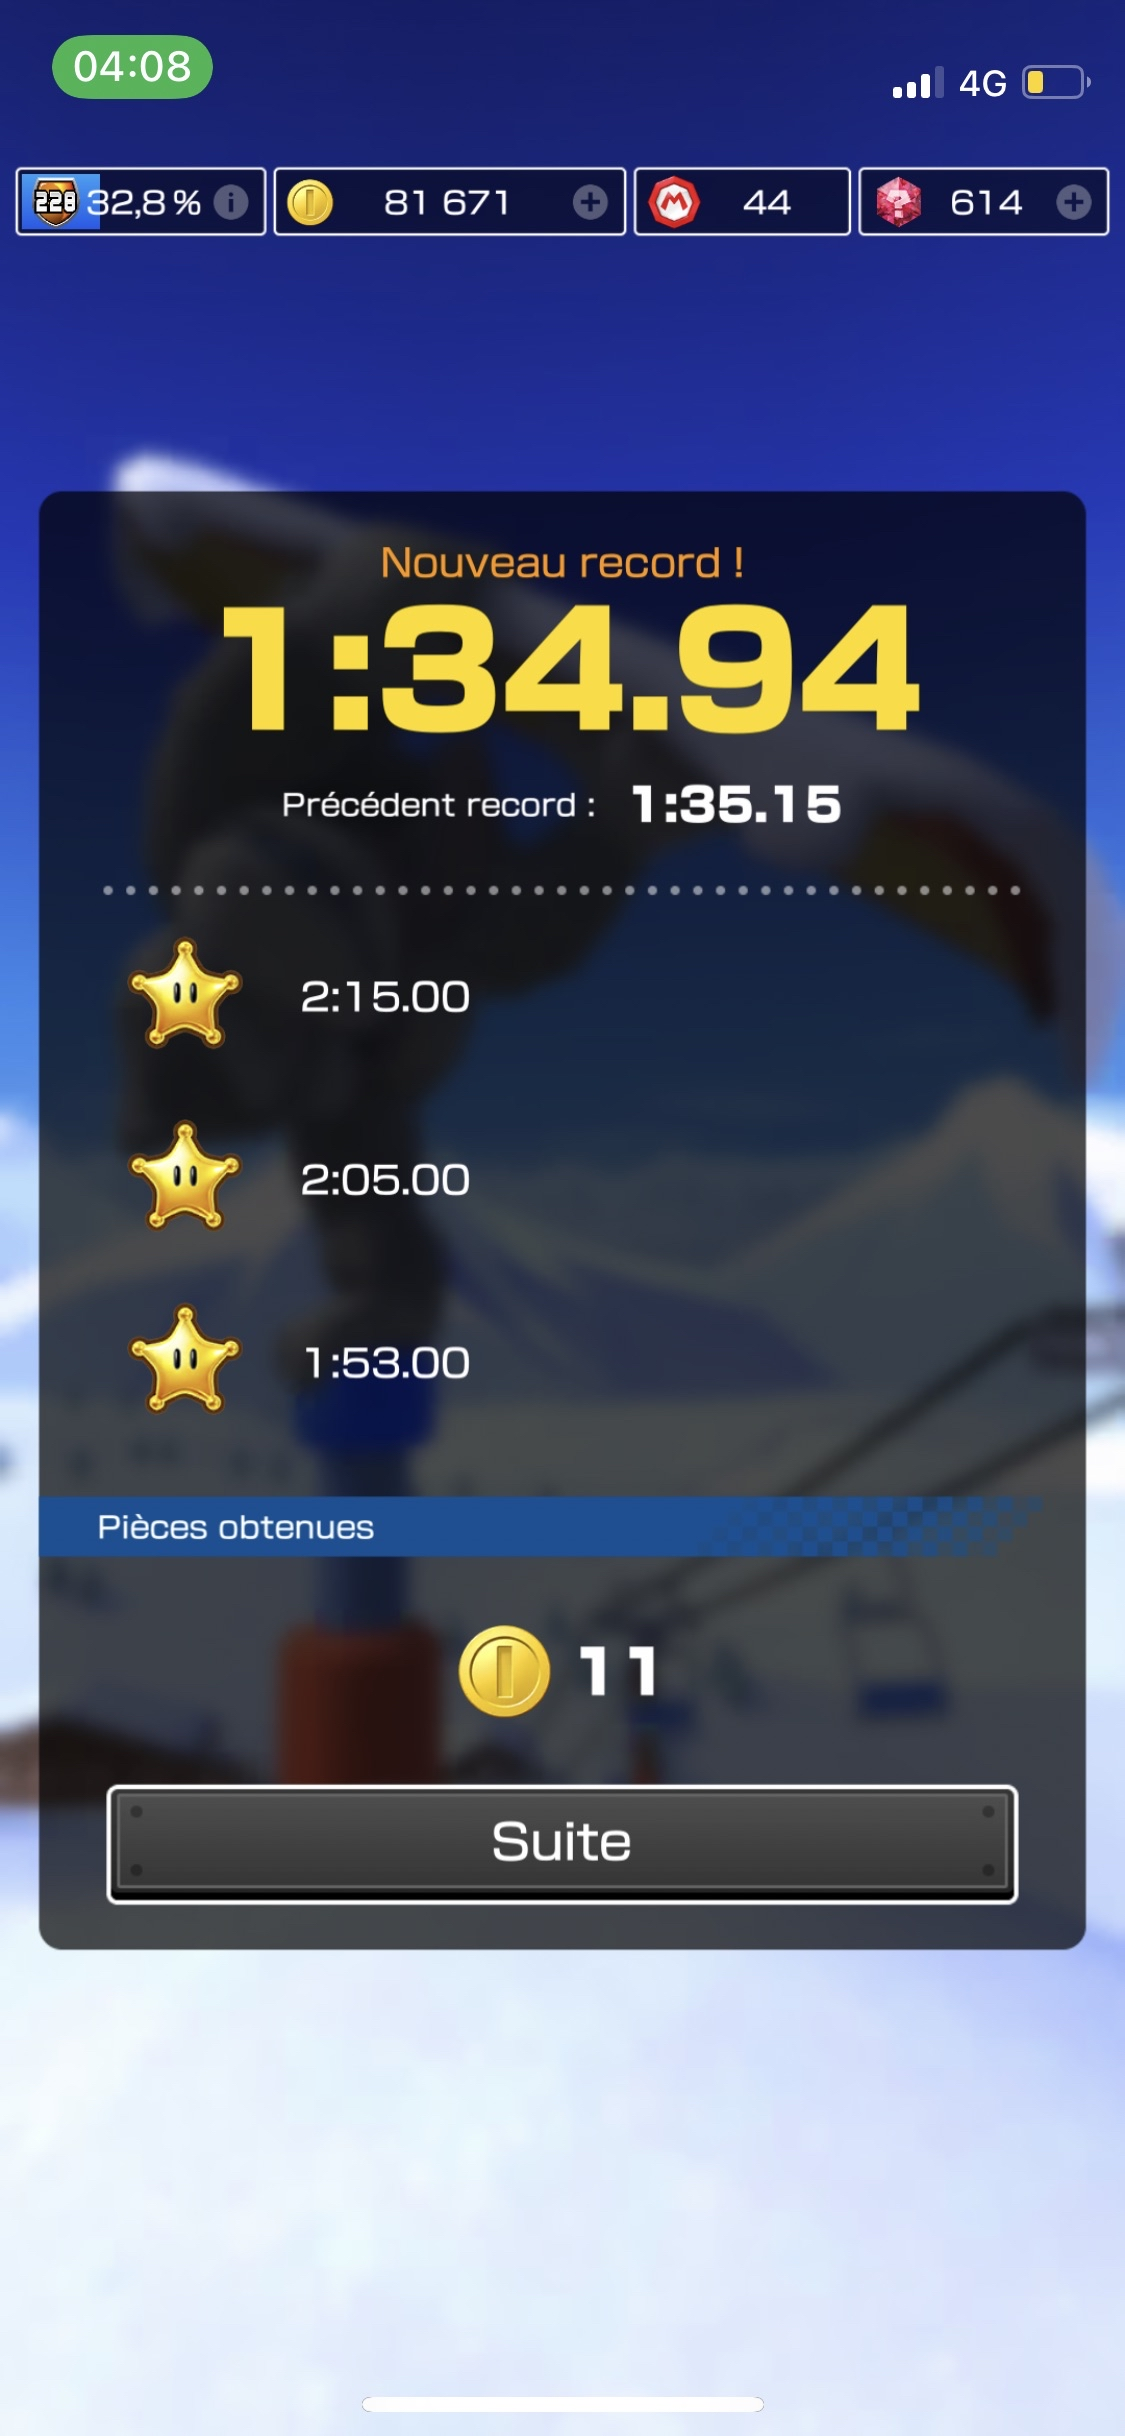 04:08
4G
220 32,8 %
81 671
44
614
Nouveau record !
1:34.94
Précédent record : 1:35.15
2:15.00
2:05.00
1:53.00
Pièces obtenues
11
Suite